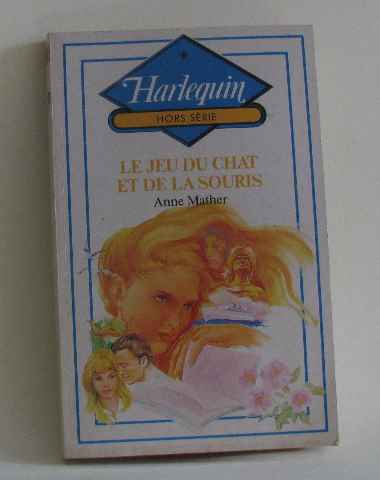 Harlequin
HORS SÉRIE
LE JEU DU CHAT
ET DE LA SOURIS
Anne Mather